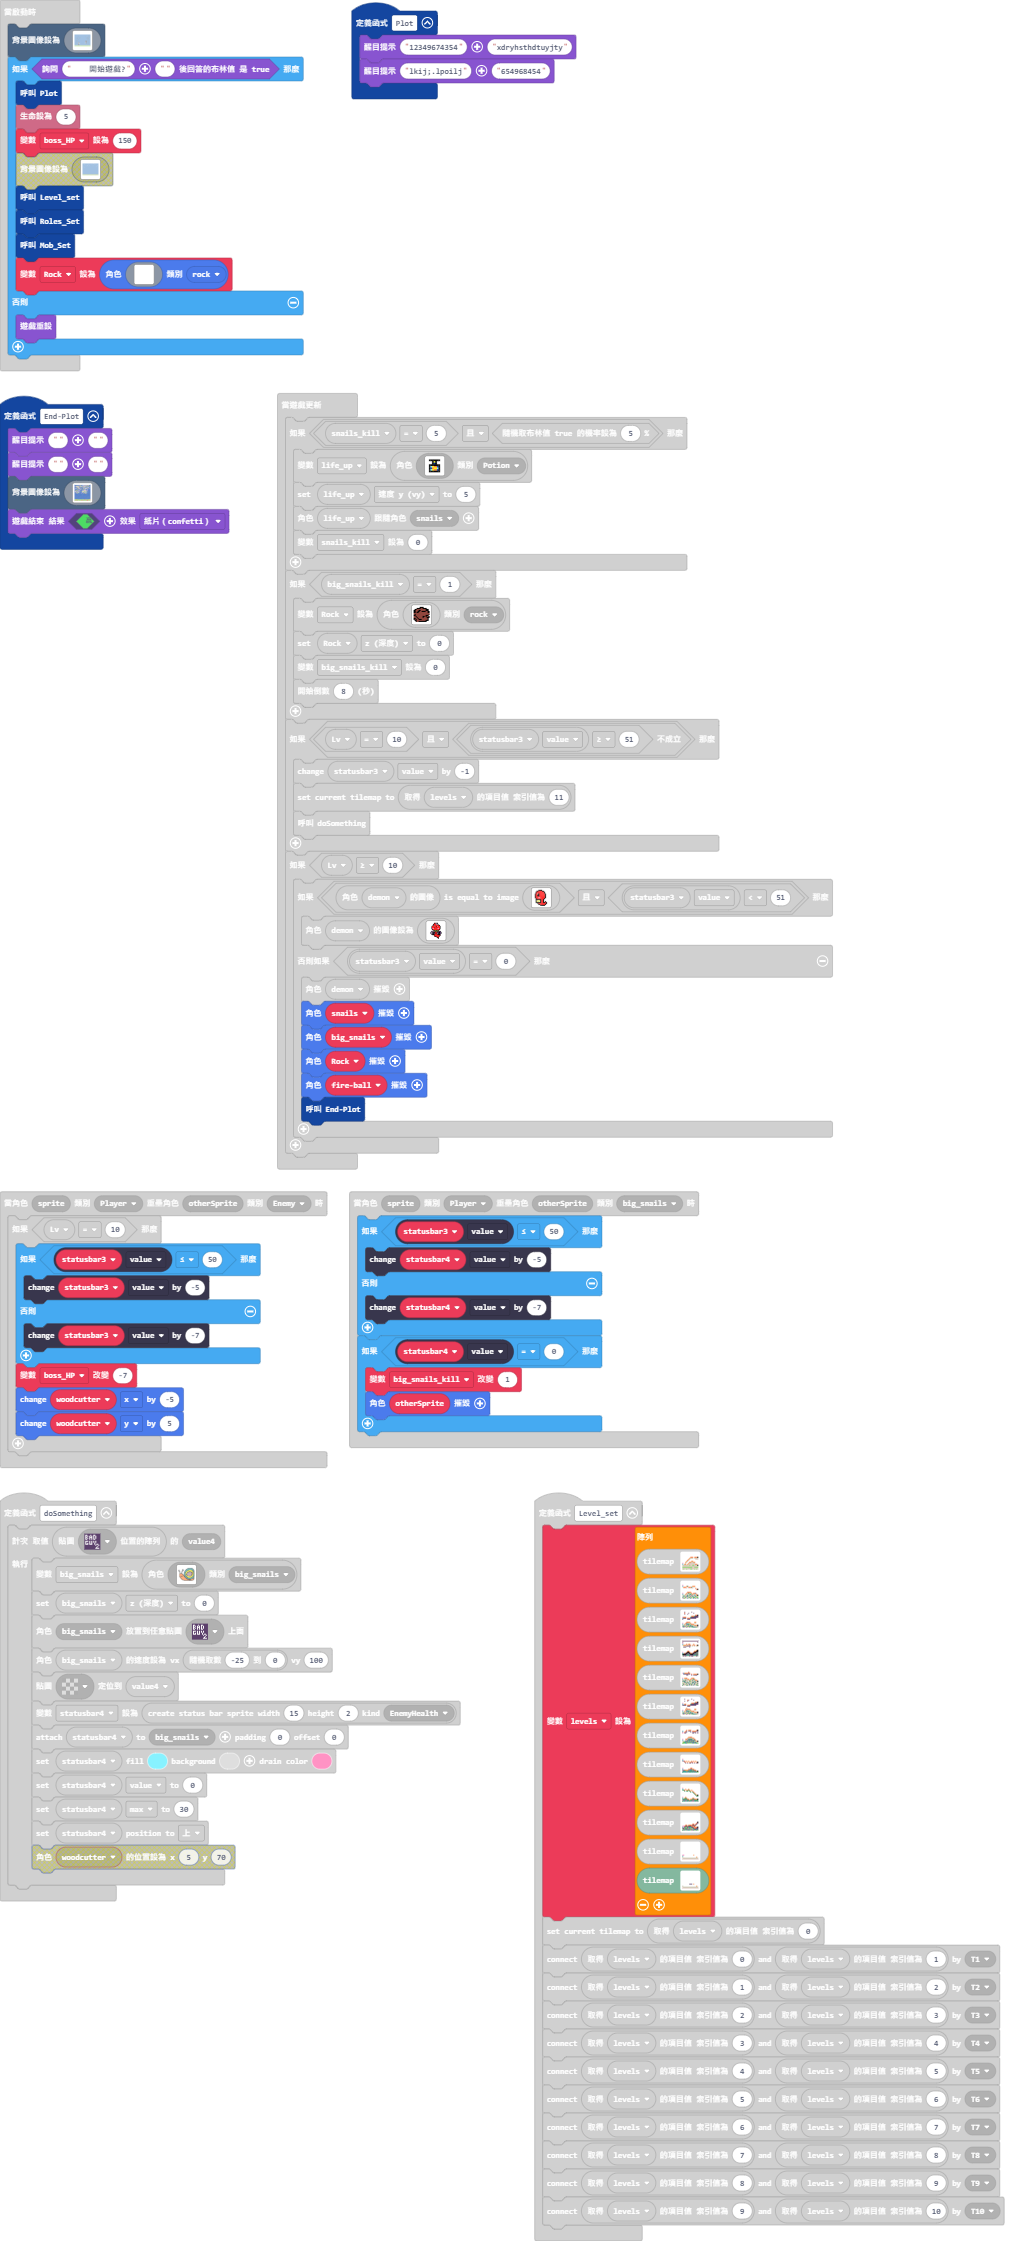 當啟動時
背景圖像設為
如果 詢問 "    開始遊戲?" "" 後回答的布林值 是 true 那麼
呼叫 Plot
生命設為 5
變數 boss_HP 設為 150
背景圖像設為
呼叫 Level_set
呼叫 Roles_Set
呼叫 Mob_Set
變數 Rock 設為 角色 類別 rock
否則
遊戲重設
定義函式 Plot
醒目提示 "12349674354" "xdryhsthdtuyjty"
醒目提示 "lkij;.lpoilj" "654968454"
定義函式 End-Plot
醒目提示 "" ""
醒目提示 "" ""
背景圖像設為
遊戲結束 結果 效果 紙片(confetti)
當遊戲更新
如果 snails_kill = 5 且 隨機取布林值 true 的機率設為 5 % 那麼
變數 life_up 設為 角色 類別 Potion
set life_up 速度 y (vy) to 5
角色 life_up 跟隨角色 snails
變數 snails_kill 設為 0
如果 big_snails_kill = 1 那麼
變數 Rock 設為 角色 類別 rock
set Rock z (深度) to 0
變數 big_snails_kill 設為 0
開始倒數 8 (秒)
如果 Lv = 10 且 statusbar3 value ≥ 51 不成立 那麼
change statusbar3 value by -1
set current tilemap to 取得 levels 的項目值 索引值為 11
呼叫 doSomething
如果 Lv ≥ 10 那麼
如果 角色 demon 的圖像 is equal to image 且 statusbar3 value < 51 那麼
角色 demon 的圖像設為
否則如果 statusbar3 value = 0 那麼
角色 demon 摧毀
角色 snails 摧毀
角色 big_snails 摧毀
角色 Rock 摧毀
角色 fire-ball 摧毀
呼叫 End-Plot
當角色 sprite 類別 Player 重疊角色 otherSprite 類別 Enemy 時
如果 Lv = 10 那麼
如果 statusbar3 value ≤ 50 那麼
change statusbar3 value by -5
否則
change statusbar3 value by -7
變數 boss_HP 改變 -7
change woodcutter x by -5
change woodcutter y by 5
當角色 sprite 類別 Player 重疊角色 otherSprite 類別 big_snails 時
如果 statusbar3 value ≤ 50 那麼
change statusbar4 value by -5
否則
change statusbar4 value by -7
如果 statusbar4 value = 0 那麼
變數 big_snails_kill 改變 1
角色 otherSprite 摧毀
定義函式 doSomething
計次 取值 貼圖 BAD GUY 2 位置的陣列 的 value4
執行
變數 big_snails 設為 角色 類別 big_snails
set big_snails z (深度) to 0
角色 big_snails 放置到任意貼圖 BAD GUY 2 上面
角色 big_snails 的速度設為 vx 隨機取數 -25 到 0 vy 100
貼圖 定位到 value4
變數 statusbar4 設為 create status bar sprite width 15 height 2 kind EnemyHealth
attach statusbar4 to big_snails padding 0 offset 0
set statusbar4 fill background drain color
set statusbar4 value to 0
set statusbar4 max to 30
set statusbar4 position to 上
角色 woodcutter 的位置設為 x 5 y 70
定義函式 Level_set
變數 levels 設為
陣列
tilemap
tilemap
tilemap
tilemap
tilemap
tilemap
tilemap
tilemap
tilemap
tilemap
tilemap
tilemap
set current tilemap to 取得 levels 的項目值 索引值為 0
connect 取得 levels 的項目值 索引值為 0 and 取得 levels 的項目值 索引值為 1 by T1
connect 取得 levels 的項目值 索引值為 1 and 取得 levels 的項目值 索引值為 2 by T2
connect 取得 levels 的項目值 索引值為 2 and 取得 levels 的項目值 索引值為 3 by T3
connect 取得 levels 的項目值 索引值為 3 and 取得 levels 的項目值 索引值為 4 by T4
connect 取得 levels 的項目值 索引值為 4 and 取得 levels 的項目值 索引值為 5 by T5
connect 取得 levels 的項目值 索引值為 5 and 取得 levels 的項目值 索引值為 6 by T6
connect 取得 levels 的項目值 索引值為 6 and 取得 levels 的項目值 索引值為 7 by T7
connect 取得 levels 的項目值 索引值為 7 and 取得 levels 的項目值 索引值為 8 by T8
connect 取得 levels 的項目值 索引值為 8 and 取得 levels 的項目值 索引值為 9 by T9
connect 取得 levels 的項目值 索引值為 9 and 取得 levels 的項目值 索引值為 10 by T10